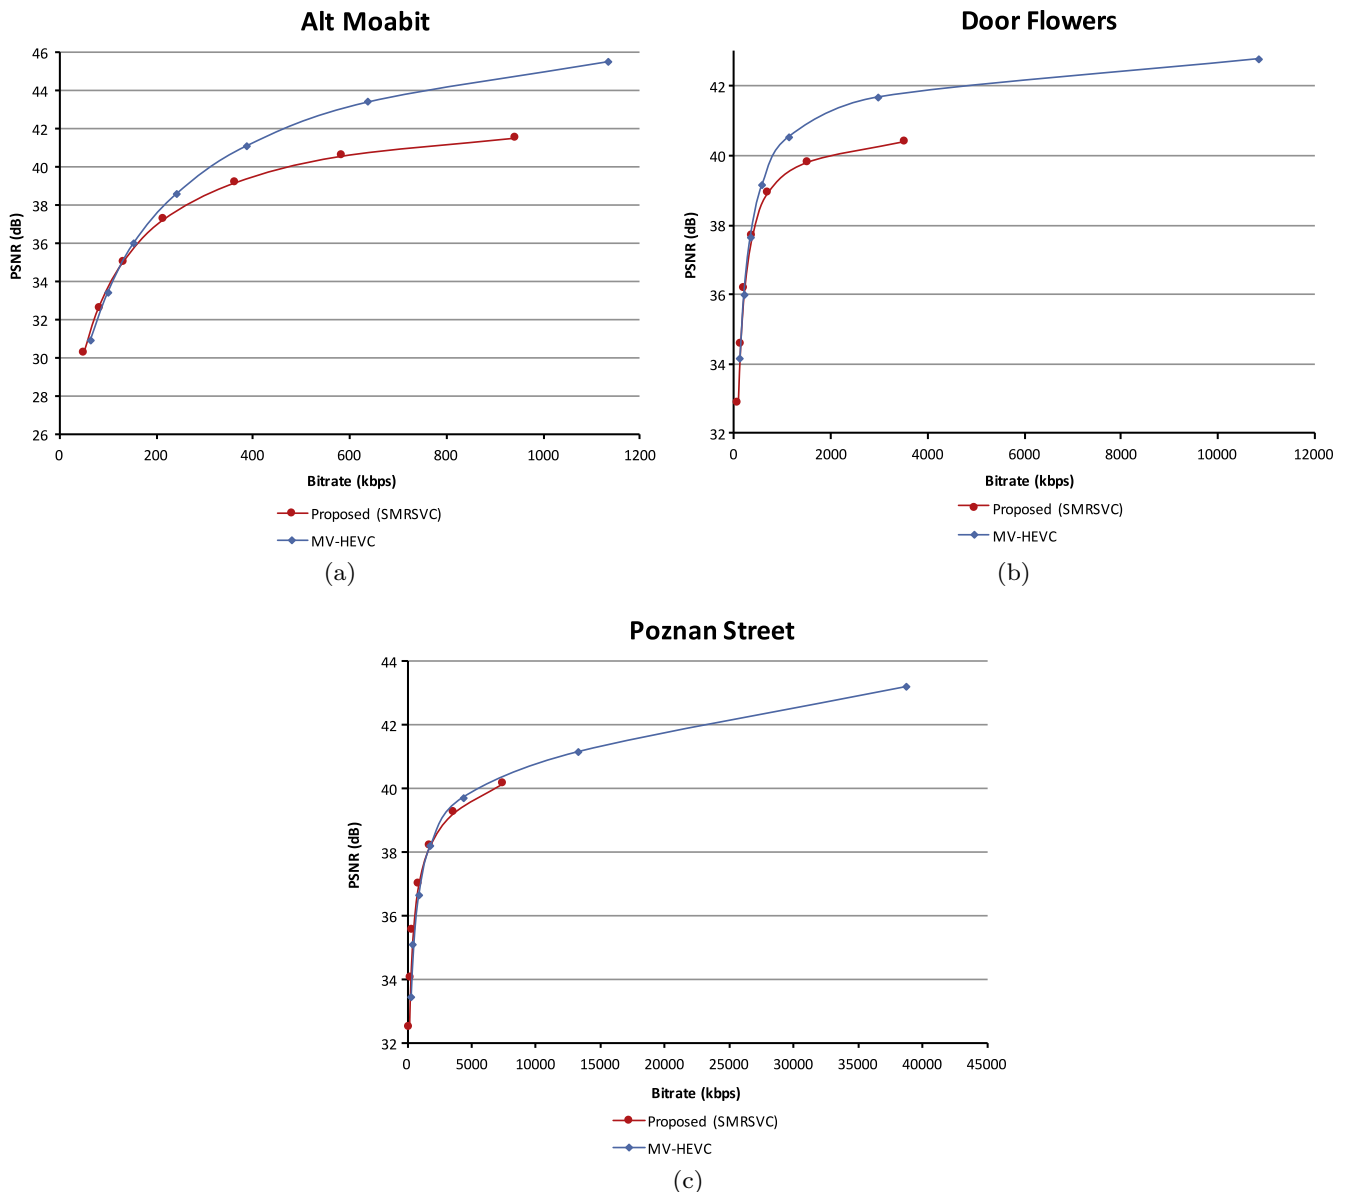 Alt Moabit
46
44
42
40
38
36
34
32
30
28
26
PSNR (dB)
0 200 400 600 800 1000 1200
Bitrate (kbps)
Proposed (SMRSVC)
MV-HEVC
(a)
Door Flowers
42
40
38
36
34
32
PSNR (dB)
0 2000 4000 6000 8000 10000 12000
Bitrate (kbps)
Proposed (SMRSVC)
MV-HEVC
(b)
Poznan Street
44
42
40
38
36
34
32
PSNR (dB)
0 5000 10000 15000 20000 25000 30000 35000 40000 45000
Bitrate (kbps)
Proposed (SMRSVC)
MV-HEVC
(c)